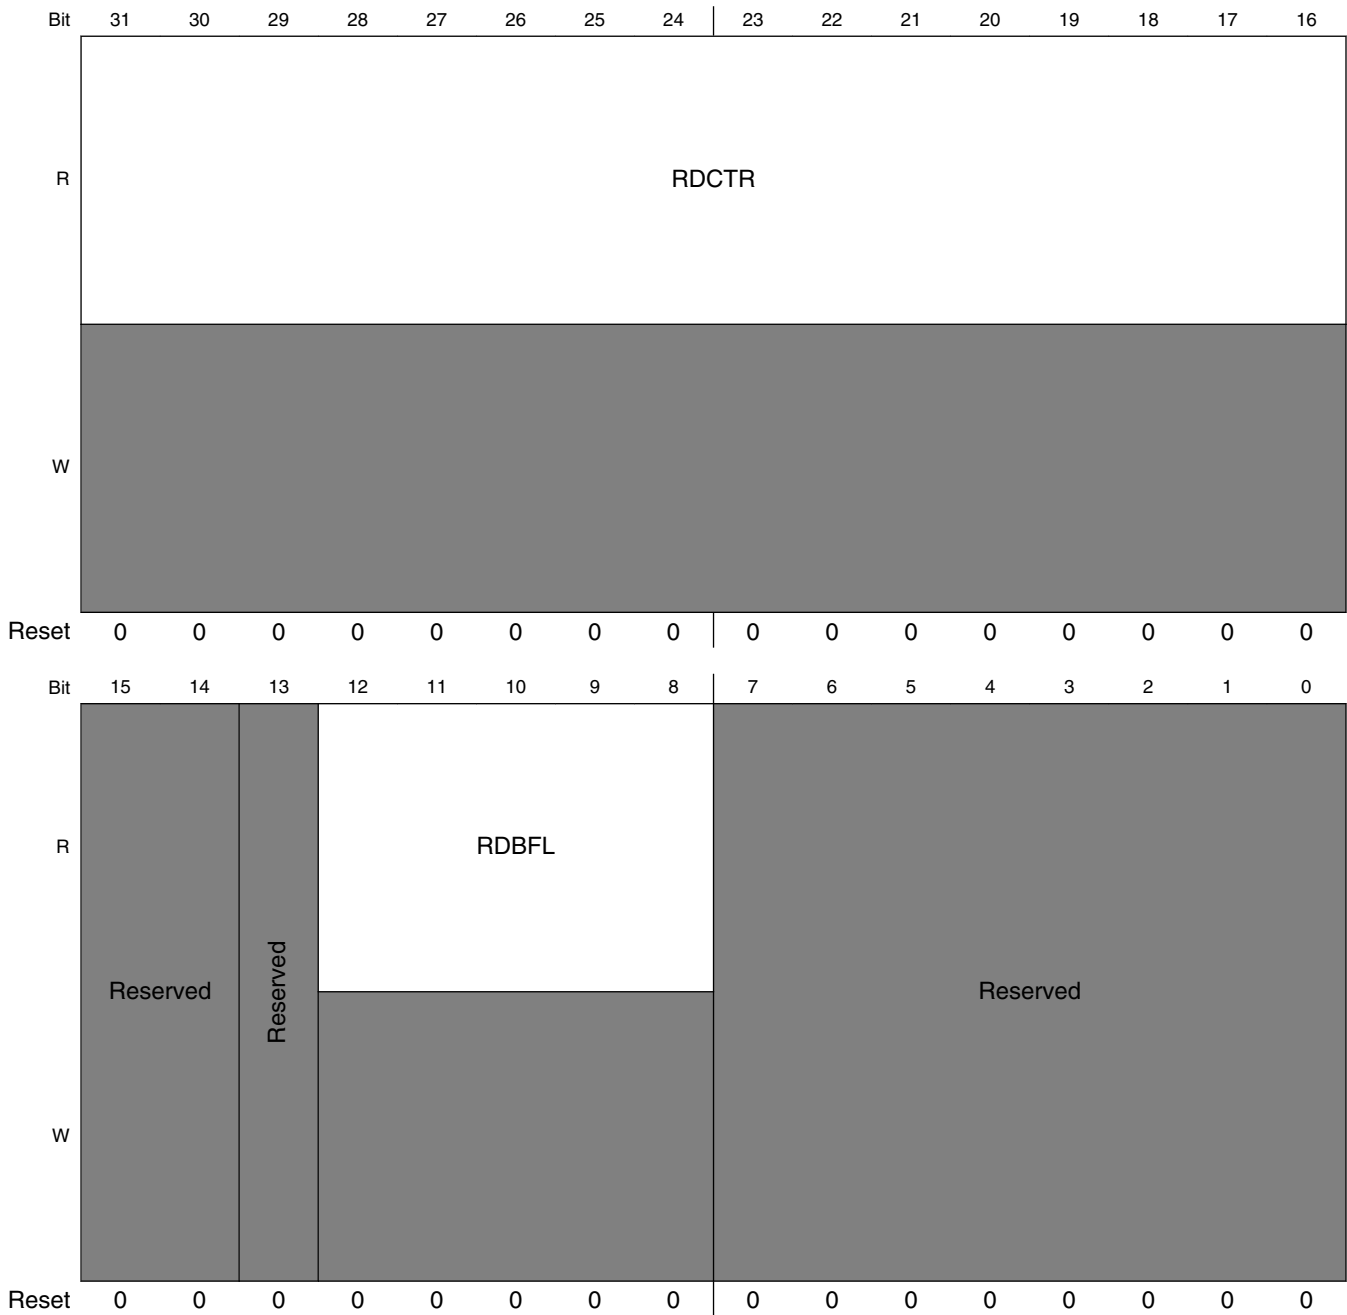 Bit 31 30 29 28 27 26 25 24 23 22 21 20 19 18 17 16
R RDCTR
W
Reset 0 0 0 0 0 0 0 0 0 0 0 0 0 0 0 0
Bit 15 14 13 12 11 10 9 8 7 6 5 4 3 2 1 0
R RDBFL
Reserved Reserved Reserved
W
Reset 0 0 0 0 0 0 0 0 0 0 0 0 0 0 0 0